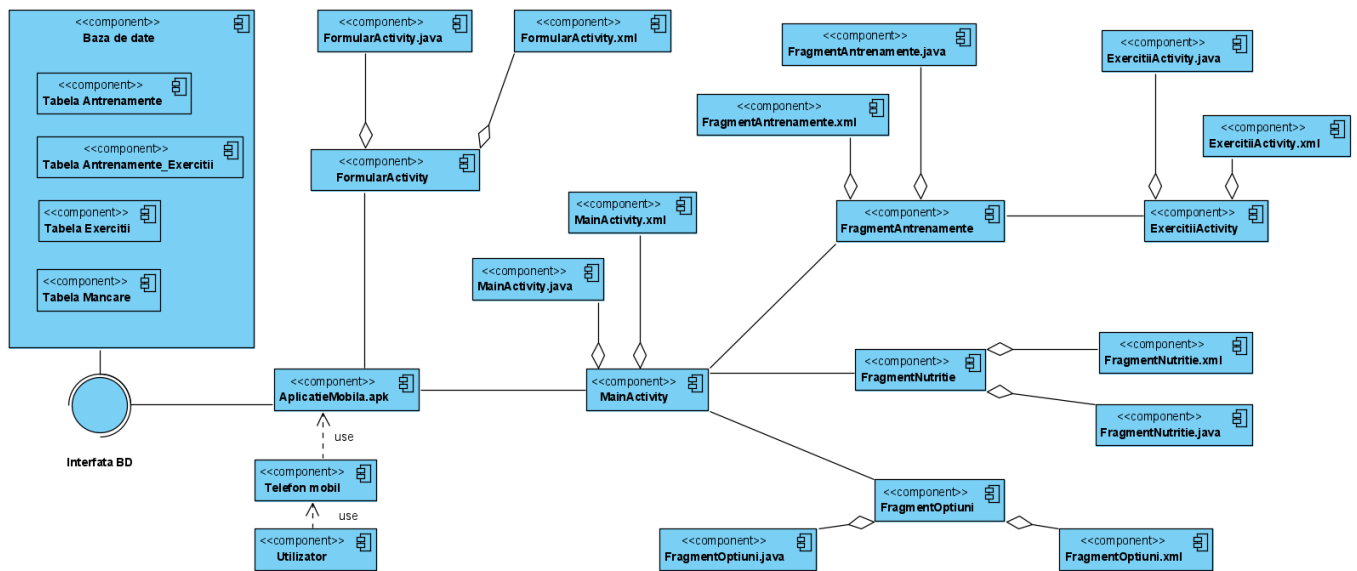 <<component>>
Baza de date
<<component>>
Tabela Antrenamente
<<component>>
Tabela Antrenamente_Exercitii
<<component>>
Tabela Exercitii
<<component>>
Tabela Mancare
Interfata BD
<<component>>
FormularActivity.java
<<component>>
FormularActivity.xml
<<component>>
FormularActivity
<<component>>
AplicatieMobila.apk
use
<<component>>
Telefon mobil
use
<<component>>
Utilizator
<<component>>
MainActivity.xml
<<component>>
MainActivity.java
<<component>>
MainActivity
<<component>>
FragmentAntrenamente.java
<<component>>
FragmentAntrenamente.xml
<<component>>
FragmentAntrenamente
<<component>>
ExercitiiActivity.java
<<component>>
ExercitiiActivity.xml
<<component>>
ExercitiiActivity
<<component>>
FragmentNutritie
<<component>>
FragmentNutritie.xml
<<component>>
FragmentNutritie.java
<<component>>
FragmentOptiuni
<<component>>
FragmentOptiuni.java
<<component>>
FragmentOptiuni.xml